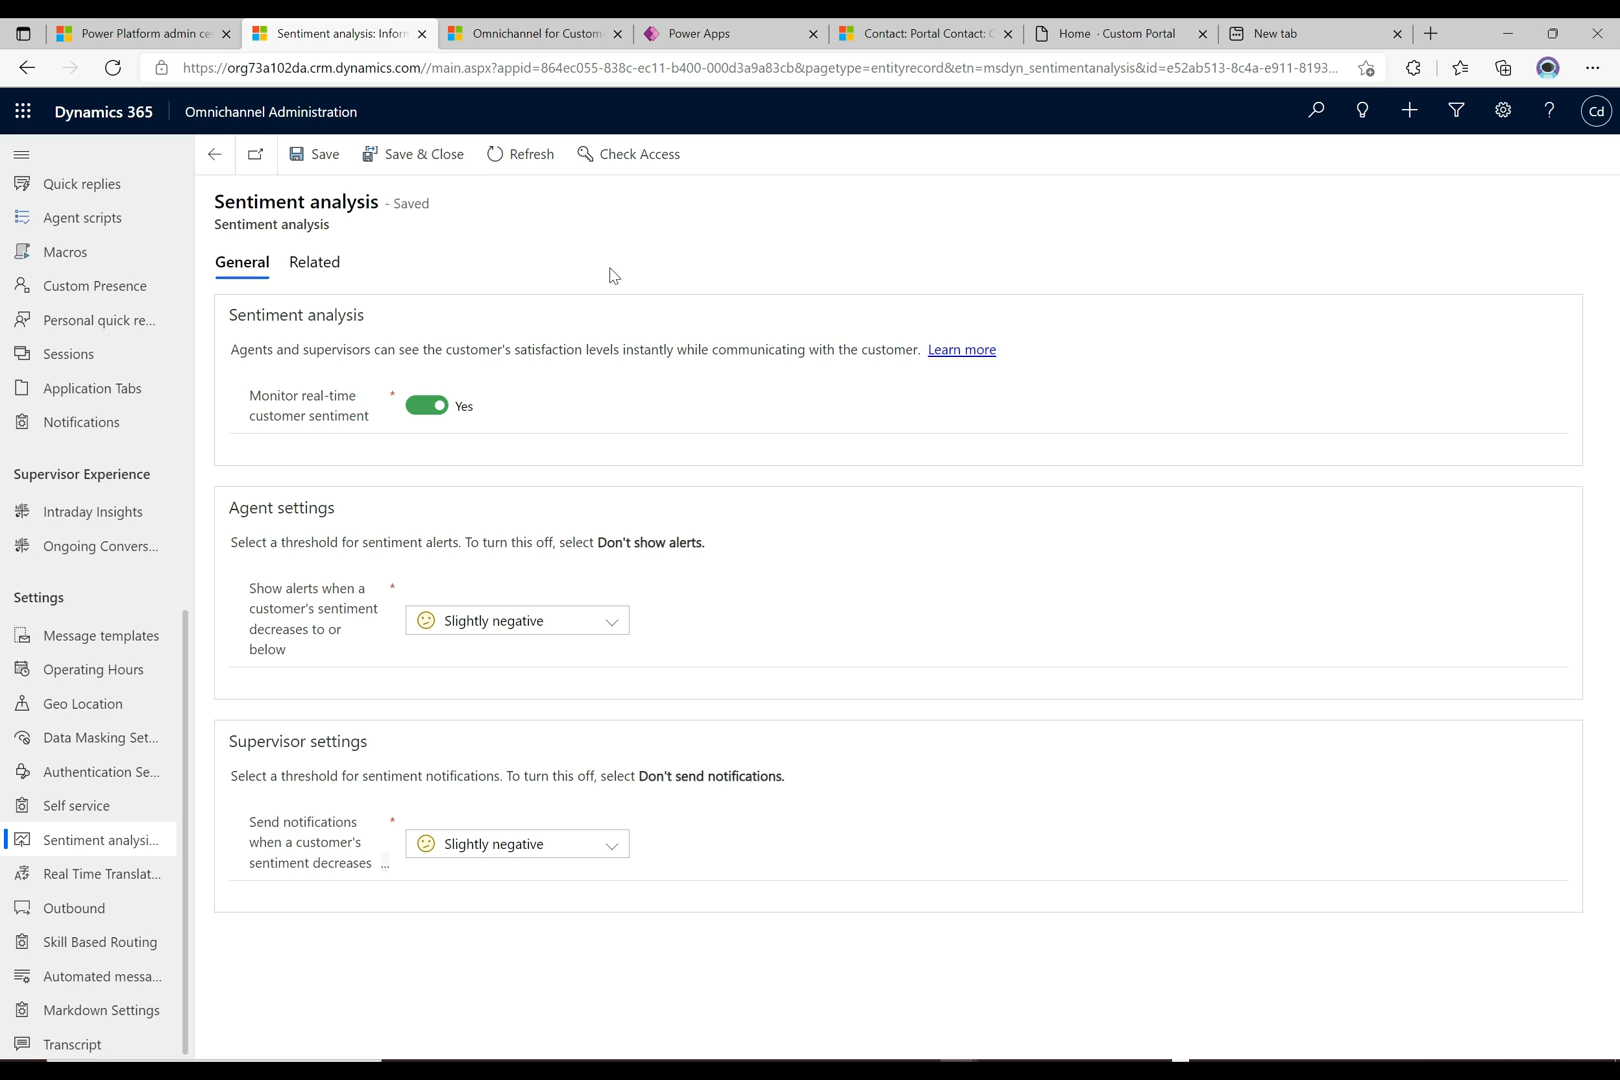 Power Platform admin ce
Sentiment analysis: Inform
Omnichannel for Custom
Power Apps
Contact: Portal Contact: C
Home · Custom Portal
New tab
https://org73a102da.crm.dynamics.com//main.aspx?appid=864ec055-838c-ec11-b400-000d3a9a83cb&pagetype=entityrecord&etn=msdyn_sentimentanalysis&id=e52ab513-8c4a-e911-8193...
Dynamics 365
Omnichannel Administration
Cd
Save
Save & Close
Refresh
Check Access
Quick replies
Agent scripts
Macros
Custom Presence
Personal quick re...
Sessions
Application Tabs
Notifications
Supervisor Experience
Intraday Insights
Ongoing Convers...
Settings
Message templates
Operating Hours
Geo Location
Data Masking Set...
Authentication Se...
Self service
Sentiment analysi...
Real Time Translat...
Outbound
Skill Based Routing
Automated messa...
Markdown Settings
Transcript
Sentiment analysis - Saved
Sentiment analysis
General
Related
Sentiment analysis
Agents and supervisors can see the customer's satisfaction levels instantly while communicating with the customer. Learn more
Monitor real-time *
customer sentiment
Yes
Agent settings
Select a threshold for sentiment alerts. To turn this off, select Don't show alerts.
Show alerts when a *
customer's sentiment
decreases to or
below
Slightly negative
Supervisor settings
Select a threshold for sentiment notifications. To turn this off, select Don't send notifications.
Send notifications *
when a customer's
sentiment decreases ...
Slightly negative